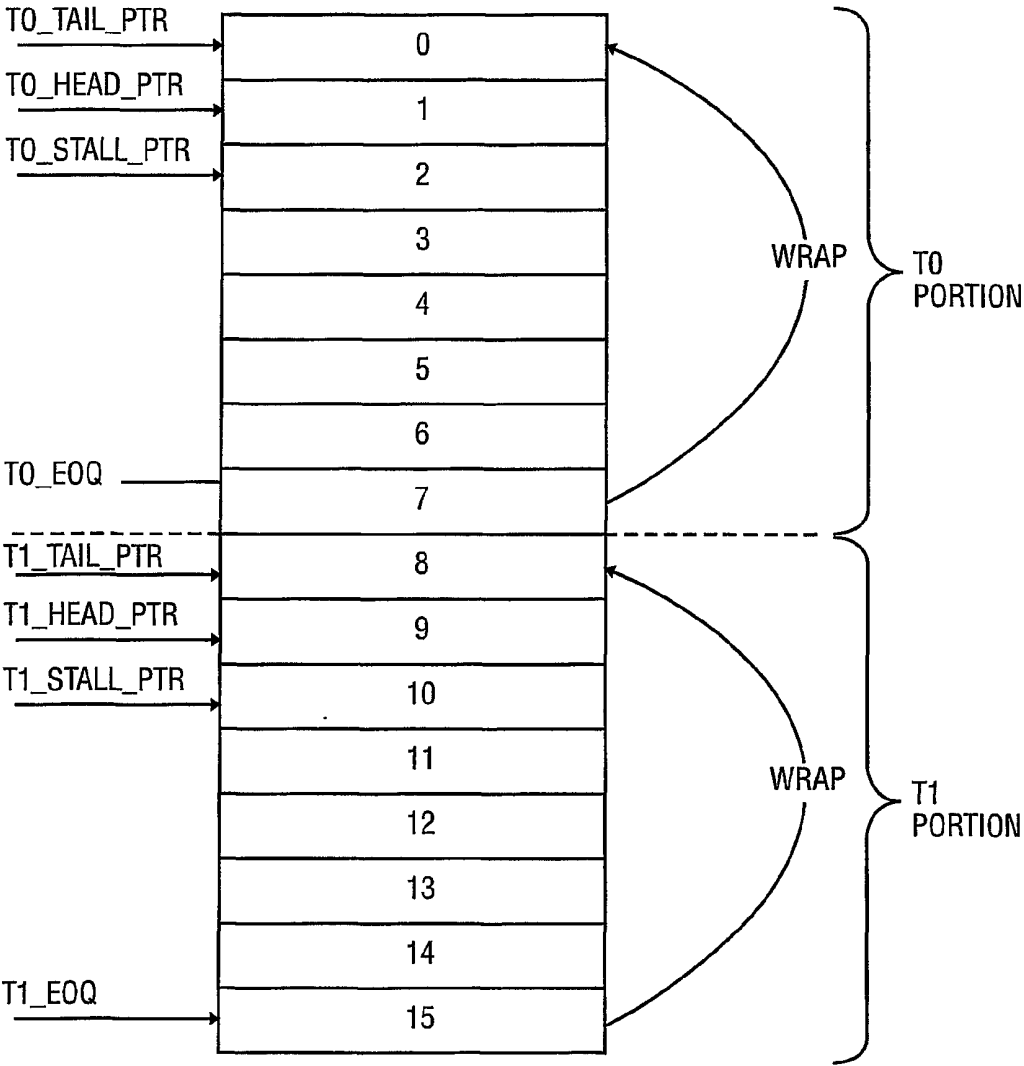 T0_TAIL_PTR
0
T0_HEAD_PTR
1
T0_STALL_PTR
2
3
WRAP
T0
PORTION
4
5
6
T0_EOQ
7
T1_TAIL_PTR
8
T1_HEAD_PTR
9
T1_STALL_PTR
10
11
WRAP
T1
PORTION
12
13
14
T1_EOQ
15